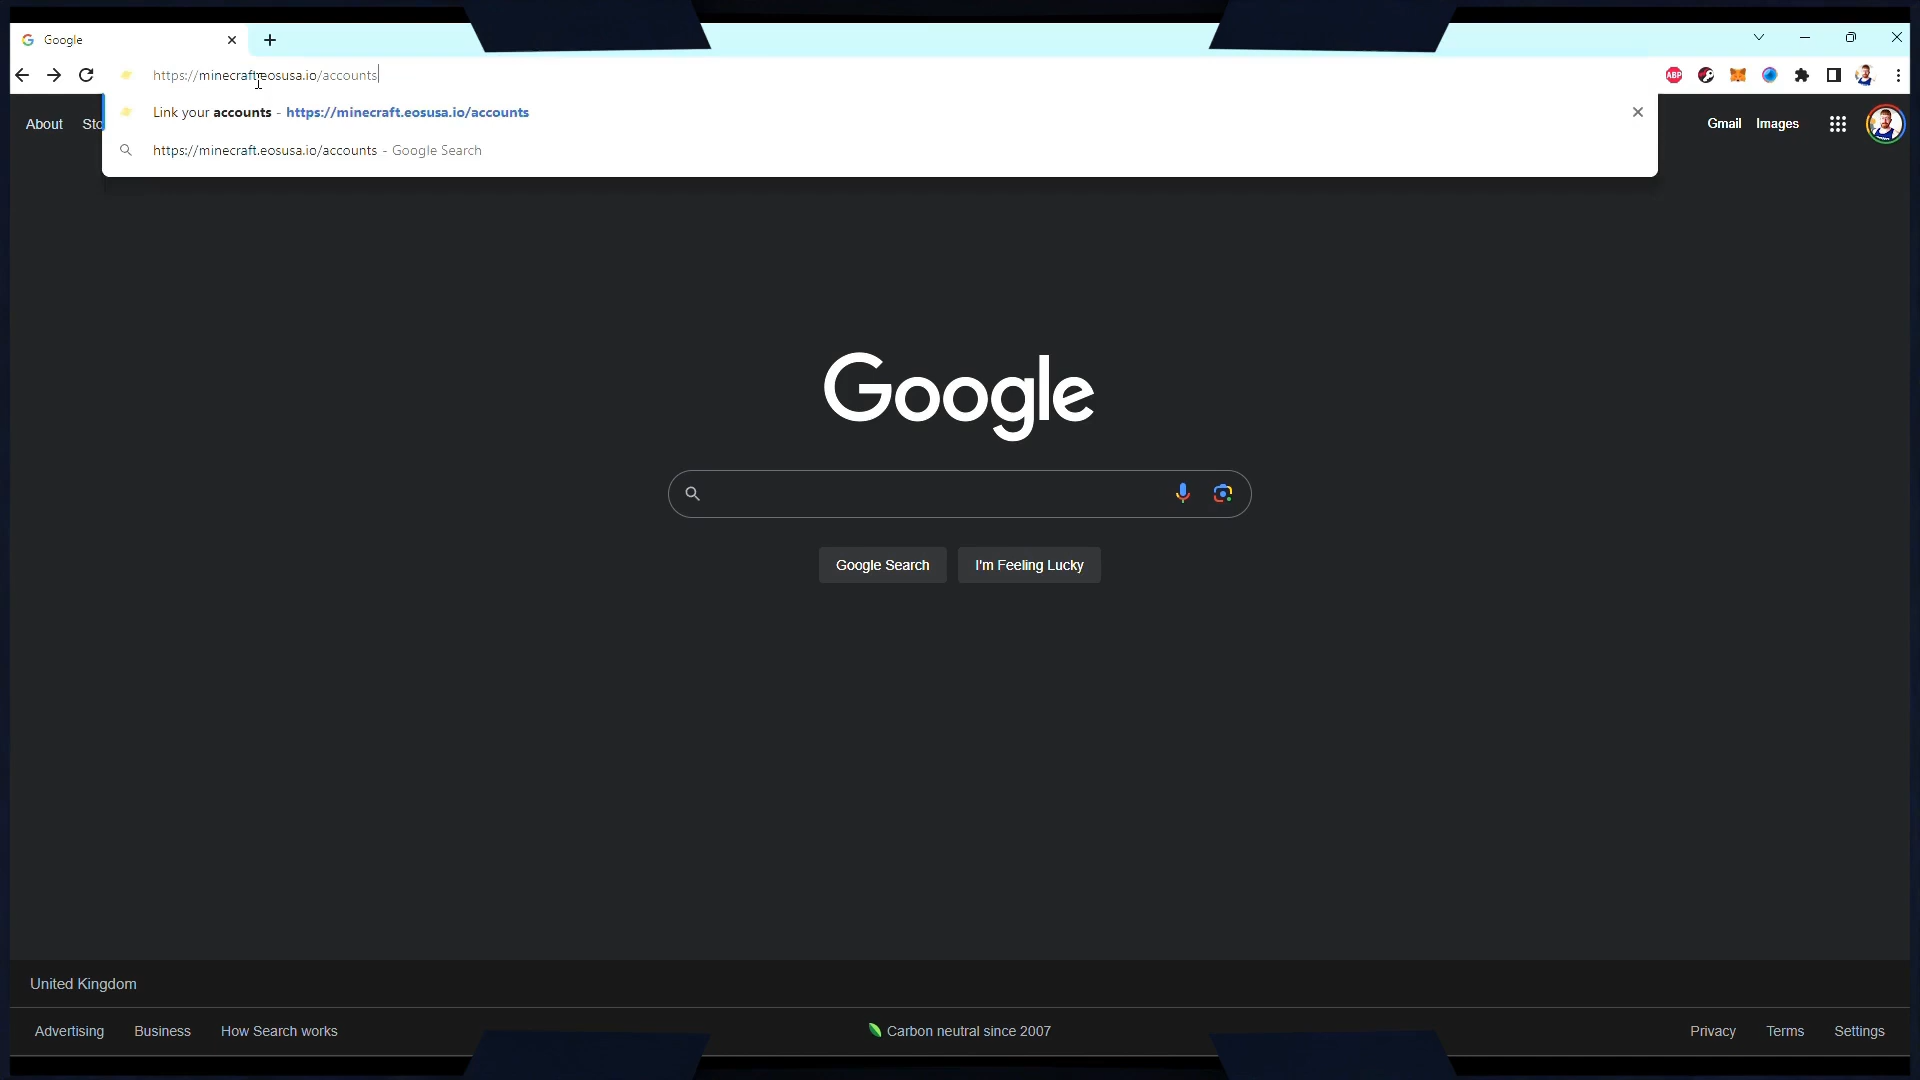 Google
https://minecraft.eosusa.io/accounts
ABP
Link your accounts - https://minecraft.eosusa.io/accounts
https://minecraft.eosusa.io/accounts - Google Search
About
Sto
Gmail
Images
Google
Google Search
I'm Feeling Lucky
United Kingdom
Advertising
Business
How Search works
Carbon neutral since 2007
Privacy
Terms
Settings